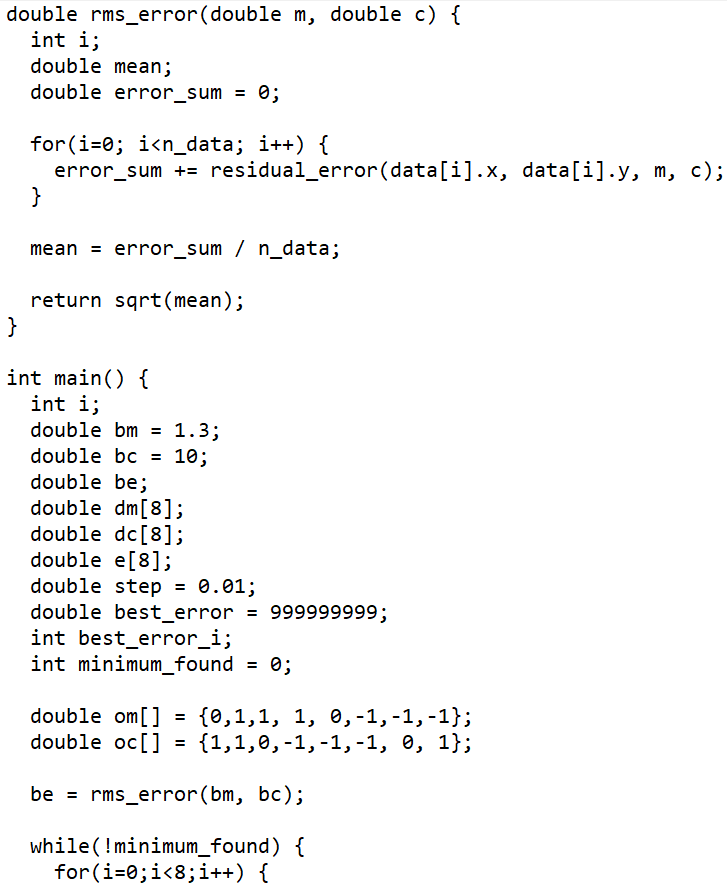 double rms_error(double m, double c) {
  int i;
  double mean;
  double error_sum = 0;

  for(i=0; i<n_data; i++) {
    error_sum += residual_error(data[i].x, data[i].y, m, c);
  }

  mean = error_sum / n_data;

  return sqrt(mean);
}

int main() {
  int i;
  double bm = 1.3;
  double bc = 10;
  double be;
  double dm[8];
  double dc[8];
  double e[8];
  double step = 0.01;
  double best_error = 999999999;
  int best_error_i;
  int minimum_found = 0;

  double om[] = {0,1,1, 1, 0,-1,-1,-1};
  double oc[] = {1,1,0,-1,-1,-1, 0, 1};

  be = rms_error(bm, bc);

  while(!minimum_found) {
    for(i=0;i<8;i++) {